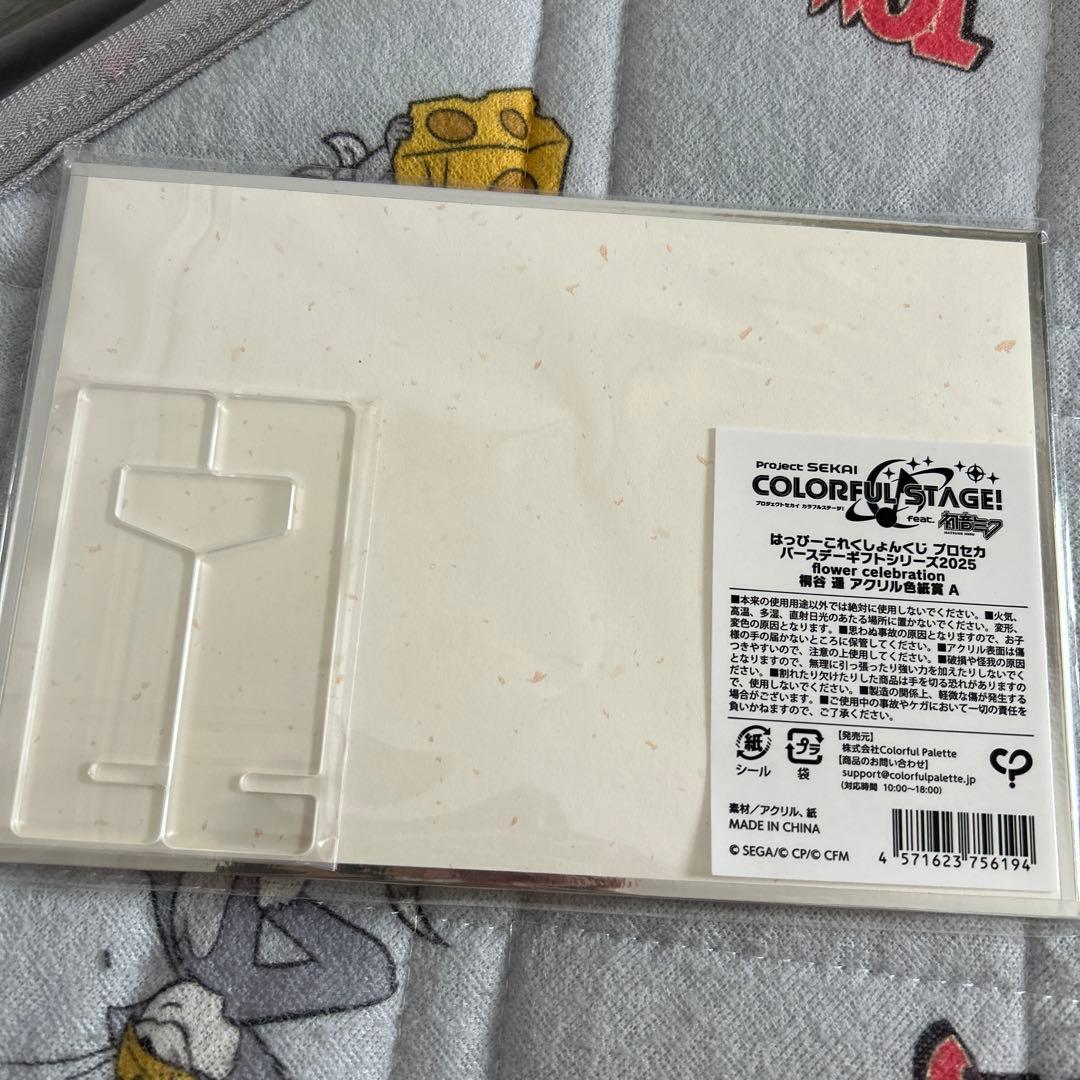 TOM
Project SEKAI
COLORFUL STAGE!
プロジェクトセカイ カラフルステージ!
feat. 初音ミク
HATSUNE MIKU
はっぴーこれくしょんくじ プロセカ
バースデーギフトシリーズ2025
flower celebration
桐谷 遥 アクリル色紙賞 A
■本来の使用用途以外では絶対に使用しないでください。■火気、
高温、多湿、直射日光のあたる場所に置かないでください。変形、
変色の原因となります。■思わぬ事故の原因となりますので、お子
様の手の届かないところに保管してください。■アクリル表面は傷
つきやすいので、注意の上使用してください。■破損や怪我の原因
となりますので、無理に引っ張ったり強い力を加えたりしないでく
ださい。■割れたり欠けたりした商品は手を切る恐れがありますの
で、使用しないでください。■製造の関係上、軽微な傷が発生する
場合がございます。■ご使用中の事故やケガにおいて一切の責任を
負いかねますので、ご了承ください。
紙
シール
プラ
袋
【発売元】
株式会社Colorful Palette
【商品のお問い合わせ】
support@colorfulpalette.jp
(対応時間 10:00~18:00)
素材/アクリル、紙
MADE IN CHINA
© SEGA/© CP/© CFM
4 571623 756194